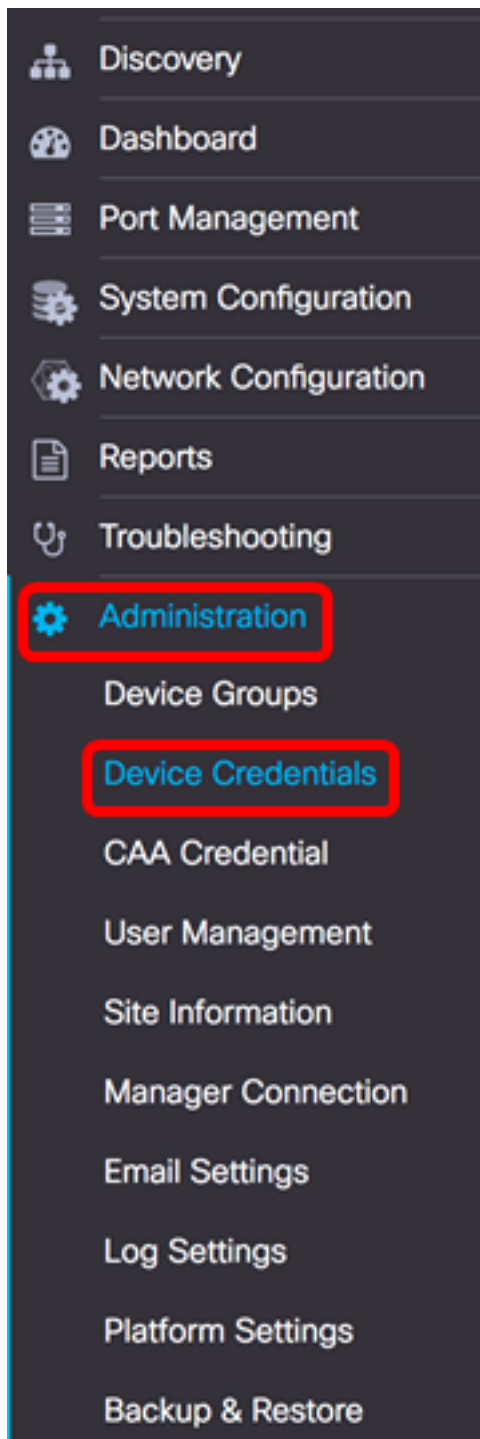 Discovery
Dashboard
Port Management
System Configuration
Network Configuration
Reports
Troubleshooting
Administration
Device Groups
Device Credentials
CAA Credential
User Management
Site Information
Manager Connection
Email Settings
Log Settings
Platform Settings
Backup & Restore